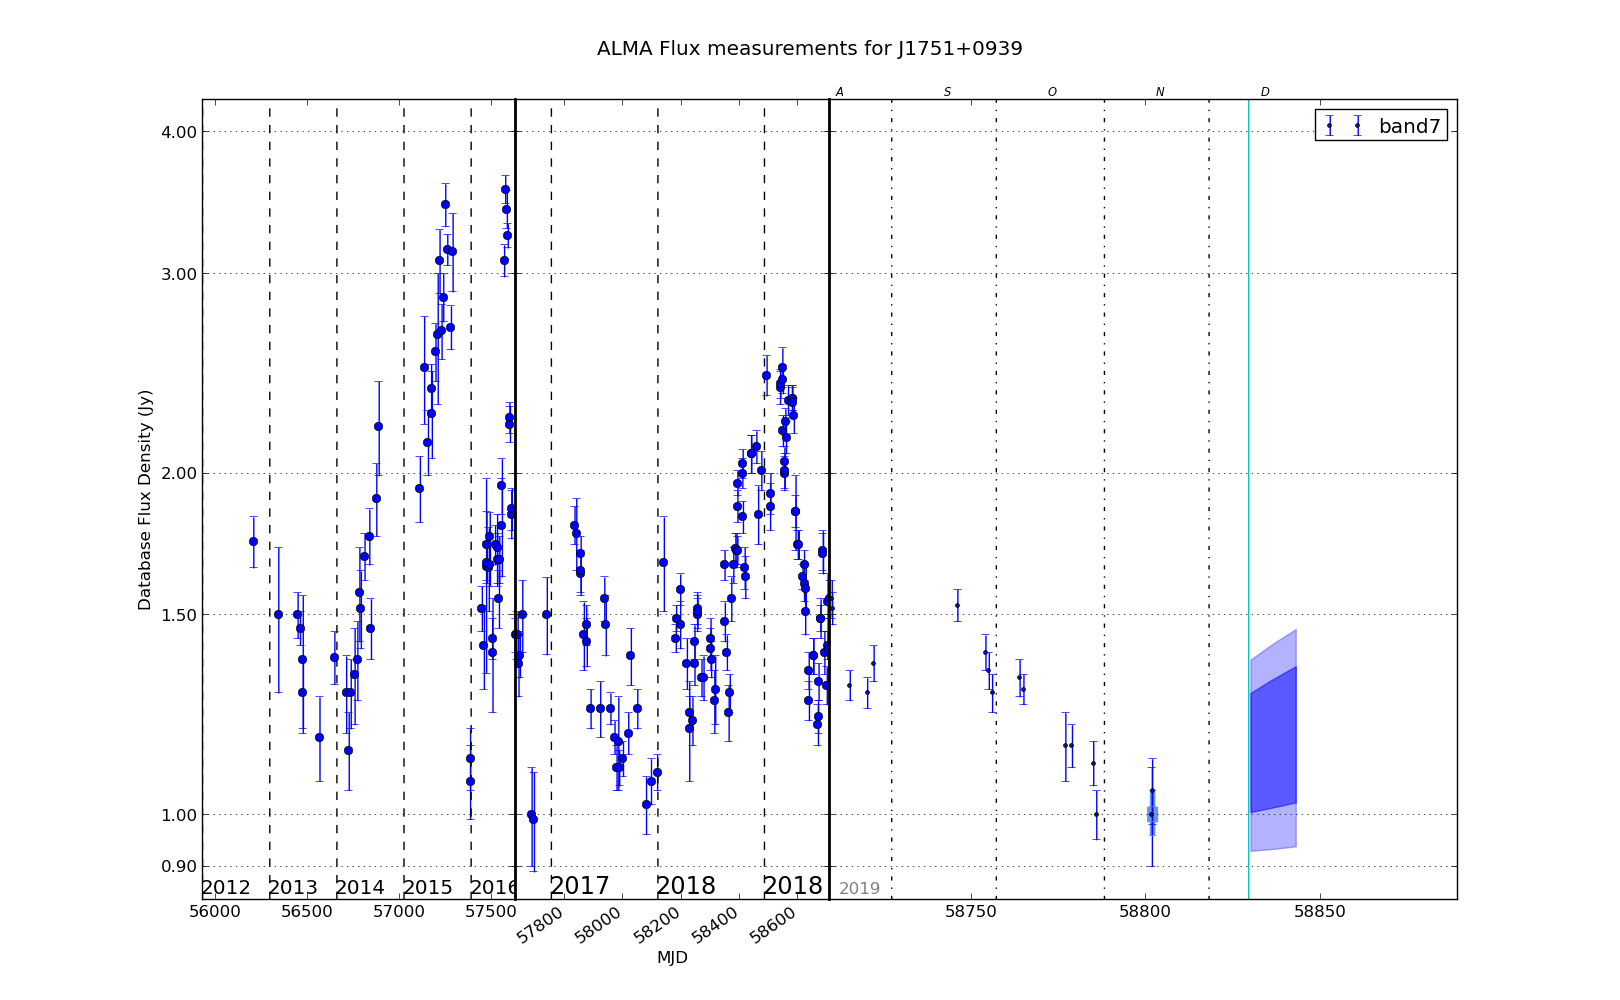 ALMA Flux measurements for J1751+0939
A S O N D
band7
4.00
3.00
2.00
1.50
1.00
0.90
Database Flux Density (Jy)
2012 2013 2014 2015 2016 2017 2018 2018 2019
56000 56500 57000 57500 57800 58000 58200 58400 58600 58750 58800 58850
MJD